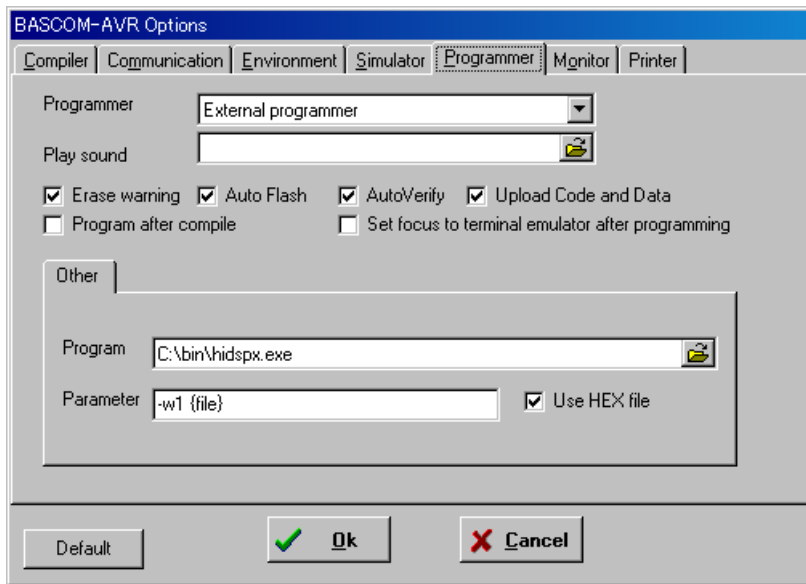 BASCOM-AVR Options
Compiler Communication Environment Simulator Programmer Monitor Printer
Programmer External programmer
Play sound
Erase warning Auto Flash AutoVerify Upload Code and Data
Program after compile Set focus to terminal emulator after programming
Other
Program C:\bin\hidspx.exe
Parameter -w1 {file} Use HEX file
Default Ok Cancel